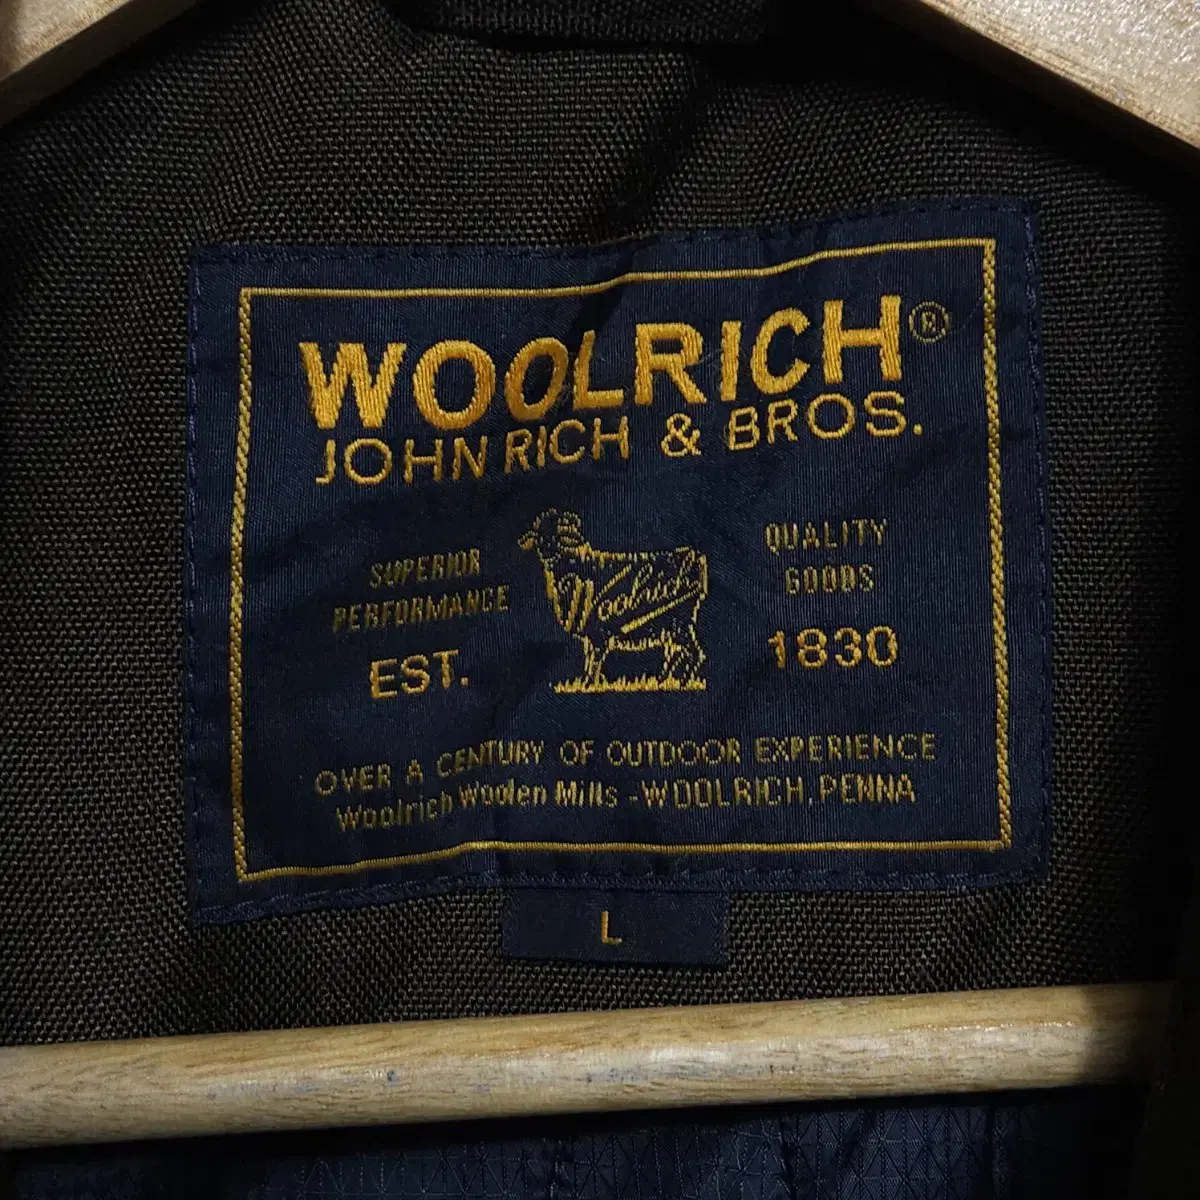 WOOLRICH®
JOHN RICH & BROS.
SUPERIOR
PERFORMANCE
EST.
Woolrich
QUALITY
GOODS
1830
OVER A CENTURY OF OUTDOOR EXPERIENCE
Woolrich Woolen Mills - WOOLRICH, PENNA
L